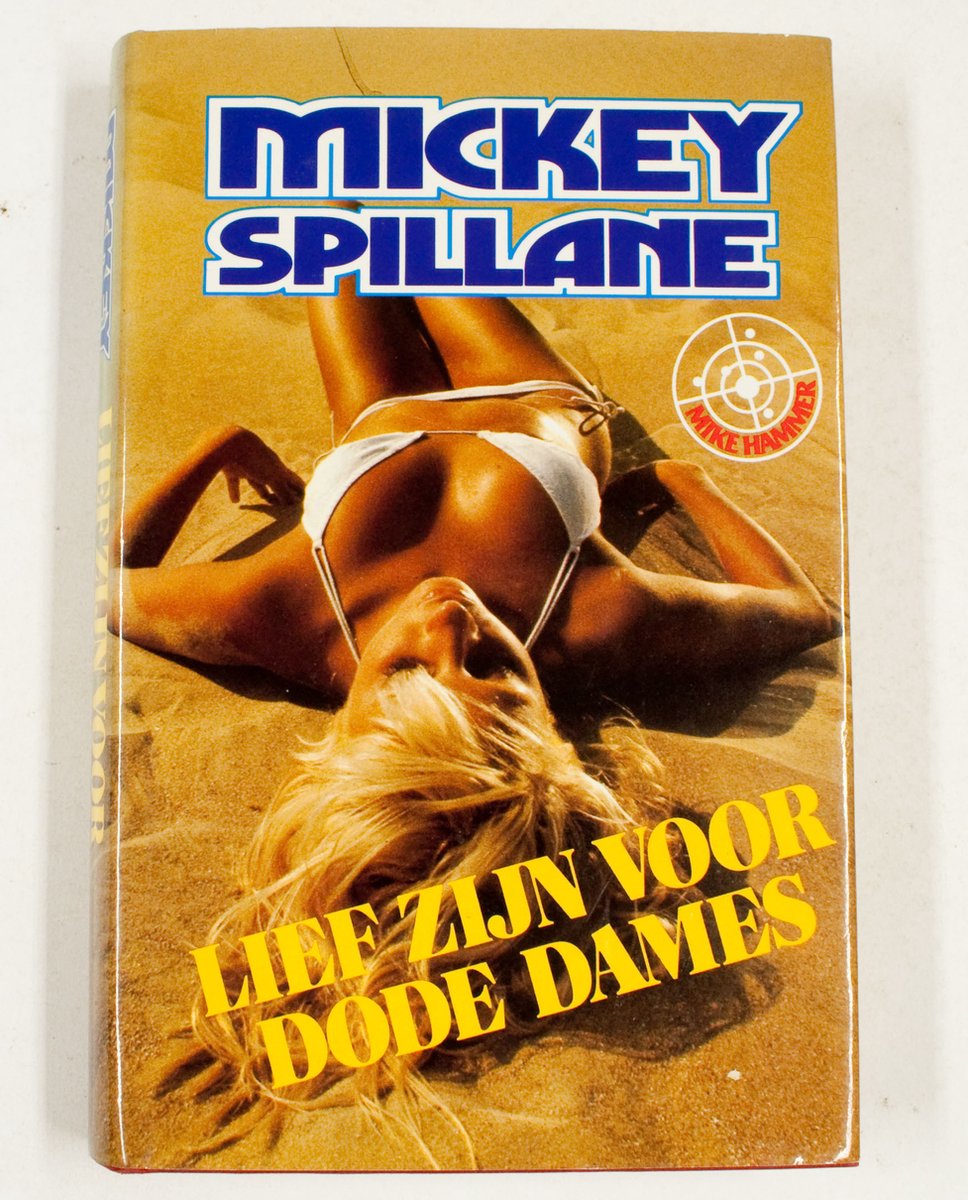 MICKEY
SPILLANE
MIKE HAMMER
LIEF ZIJN VOOR
DODE DAMES
MICKEY
LIEF ZIJN VOOR